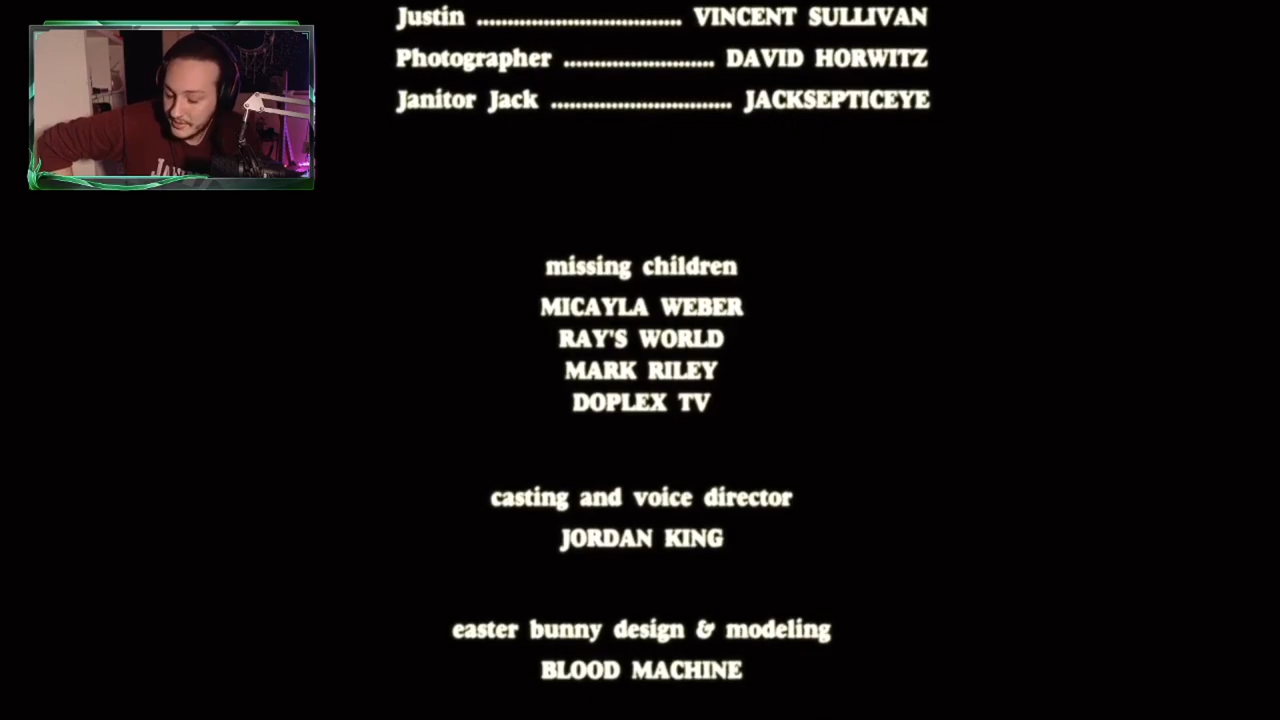 Justin .................................. VINCENT SULLIVAN
Photographer ......................... DAVID HORWITZ
Janitor Jack .............................. JACKSEPTICEYE
missing children
MICAYLA WEBER
RAY'S WORLD
MARK RILEY
DOPLEX TV
casting and voice director
JORDAN KING
easter bunny design & modeling
BLOOD MACHINE